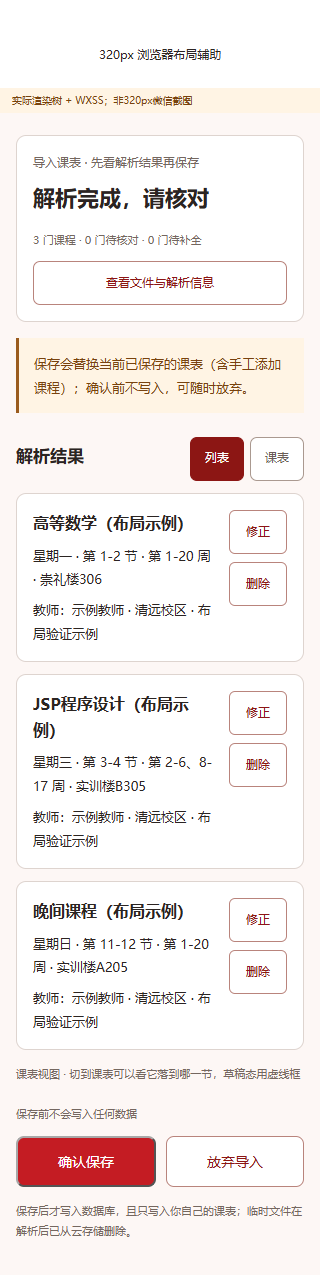 320px 浏览器布局辅助
实际渲染树 + WXSS；非320px微信截图
导入课表 · 先看解析结果再保存
解析完成，请核对
3 门课程 · 0 门待核对 · 0 门待补全
查看文件与解析信息
保存会替换当前已保存的课表（含手工添加
课程）；确认前不写入，可随时放弃。
解析结果
列表
课表
高等数学（布局示例）
修正
星期一 · 第 1-2 节 · 第 1-20 周
· 崇礼楼306
删除
教师：示例教师 · 清远校区 · 布
局验证示例
JSP程序设计（布局示
例）
修正
星期三 · 第 3-4 节 · 第 2-6、8-
17 周 · 实训楼B305
删除
教师：示例教师 · 清远校区 · 布
局验证示例
晚间课程（布局示例）
修正
星期日 · 第 11-12 节 · 第 1-20
周 · 实训楼A205
删除
教师：示例教师 · 清远校区 · 布
局验证示例
课表视图 · 切到课表可以看它落到哪一节，草稿态用虚线框
保存前不会写入任何数据
确认保存
放弃导入
保存后才写入数据库，且只写入你自己的课表；临时文件在
解析后已从云存储删除。